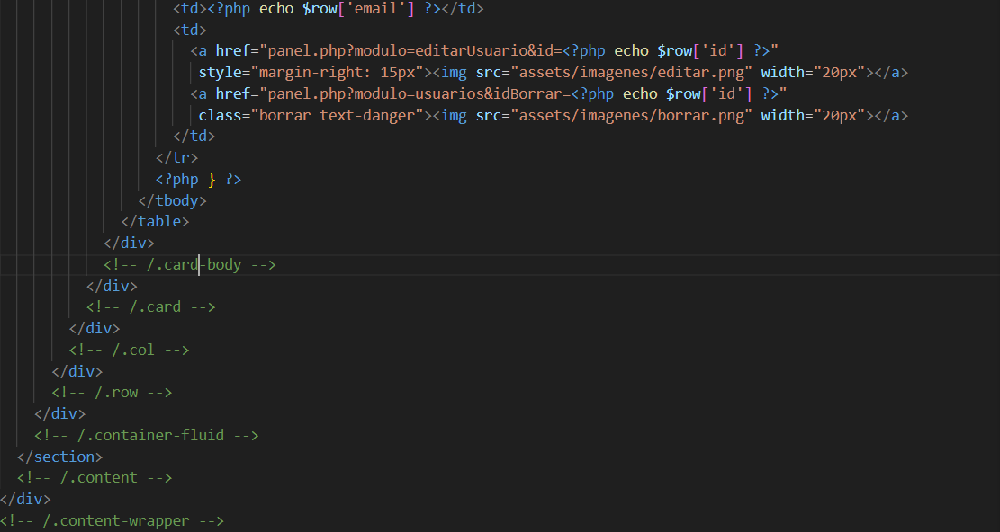 <td><?php echo $row['email'] ?></td>
<td>
<a href="panel.php?modulo=editarUsuario&id=<?php echo $row['id'] ?>"
style="margin-right: 15px"><img src="assets/imagenes/editar.png" width="20px"></a>
<a href="panel.php?modulo=usuarios&idBorrar=<?php echo $row['id'] ?>"
class="borrar text-danger"><img src="assets/imagenes/borrar.png" width="20px"></a>
</td>
</tr>
<?php } ?>
</tbody>
</table>
</div>
<!-- /.card-body -->
</div>
<!-- /.card -->
</div>
<!-- /.col -->
</div>
<!-- /.row -->
</div>
<!-- /.container-fluid -->
</section>
<!-- /.content -->
</div>
<!-- /.content-wrapper -->